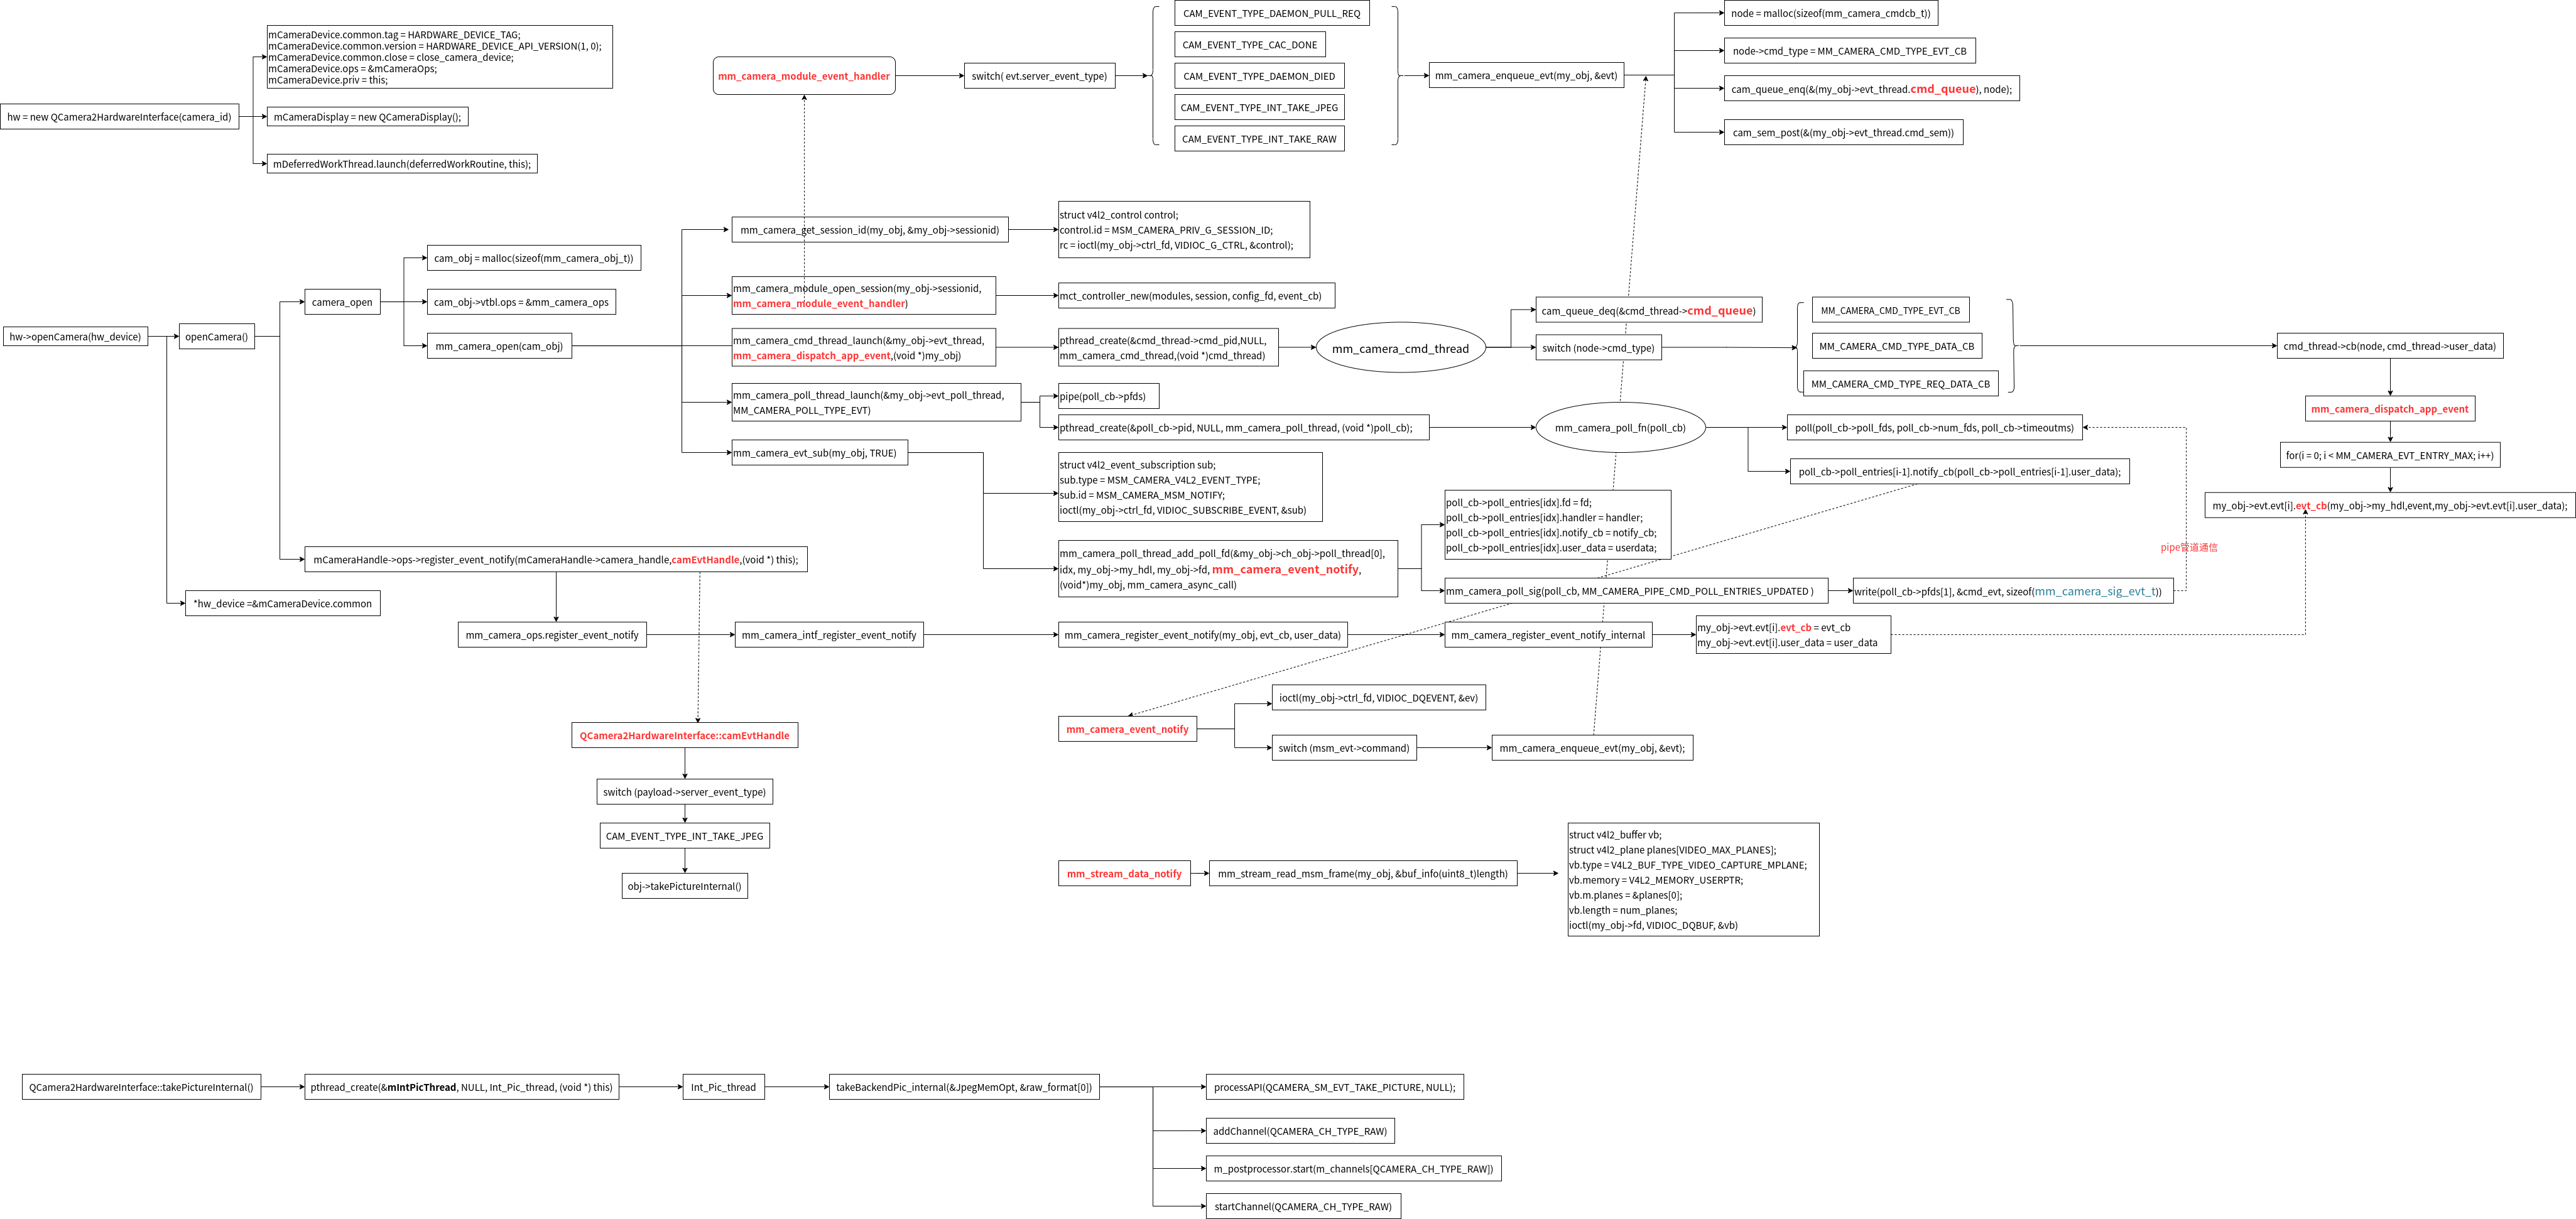 mCameraDevice.common.tag = HARDWARE_DEVICE_TAG;
mCameraDevice.common.version = HARDWARE_DEVICE_API_VERSION(1, 0);
mCameraDevice.common.close = close_camera_device;
mCameraDevice.ops = &mCameraOps;
mCameraDevice.priv = this;
hw = new QCamera2HardwareInterface(camera_id)
mCameraDisplay = new QCameraDisplay();
mDeferredWorkThread.launch(deferredWorkRoutine, this);
mm_camera_module_event_handler
switch( evt.server_event_type)
CAM_EVENT_TYPE_DAEMON_PULL_REQ
CAM_EVENT_TYPE_CAC_DONE
CAM_EVENT_TYPE_DAEMON_DIED
CAM_EVENT_TYPE_INT_TAKE_JPEG
CAM_EVENT_TYPE_INT_TAKE_RAW
mm_camera_enqueue_evt(my_obj, &evt)
node = malloc(sizeof(mm_camera_cmdcb_t))
node->cmd_type = MM_CAMERA_CMD_TYPE_EVT_CB
cam_queue_enq(&(my_obj->evt_thread.cmd_queue), node);
cam_sem_post(&(my_obj->evt_thread.cmd_sem))
hw->openCamera(hw_device)
openCamera()
*hw_device =&mCameraDevice.common
camera_open
cam_obj = malloc(sizeof(mm_camera_obj_t))
cam_obj->vtbl.ops = &mm_camera_ops
mm_camera_open(cam_obj)
mm_camera_get_session_id(my_obj, &my_obj->sessionid)
struct v4l2_control control;
control.id = MSM_CAMERA_PRIV_G_SESSION_ID;
rc = ioctl(my_obj->ctrl_fd, VIDIOC_G_CTRL, &control);
mm_camera_module_open_session(my_obj->sessionid,
mm_camera_module_event_handler)
mct_controller_new(modules, session, config_fd, event_cb)
mm_camera_cmd_thread_launch(&my_obj->evt_thread,
mm_camera_dispatch_app_event,(void *)my_obj)
pthread_create(&cmd_thread->cmd_pid,NULL,
mm_camera_cmd_thread,(void *)cmd_thread)
mm_camera_cmd_thread
cam_queue_deq(&cmd_thread->cmd_queue)
switch (node->cmd_type)
MM_CAMERA_CMD_TYPE_EVT_CB
MM_CAMERA_CMD_TYPE_DATA_CB
MM_CAMERA_CMD_TYPE_REQ_DATA_CB
cmd_thread->cb(node, cmd_thread->user_data)
mm_camera_dispatch_app_event
for(i = 0; i < MM_CAMERA_EVT_ENTRY_MAX; i++)
my_obj->evt.evt[i].evt_cb(my_obj->my_hdl,event,my_obj->evt.evt[i].user_data);
mm_camera_poll_thread_launch(&my_obj->evt_poll_thread,
MM_CAMERA_POLL_TYPE_EVT)
pipe(poll_cb->pfds)
pthread_create(&poll_cb->pid, NULL, mm_camera_poll_thread, (void *)poll_cb);
mm_camera_poll_fn(poll_cb)
poll(poll_cb->poll_fds, poll_cb->num_fds, poll_cb->timeoutms)
poll_cb->poll_entries[i-1].notify_cb(poll_cb->poll_entries[i-1].user_data);
mm_camera_evt_sub(my_obj, TRUE)
struct v4l2_event_subscription sub;
sub.type = MSM_CAMERA_V4L2_EVENT_TYPE;
sub.id = MSM_CAMERA_MSM_NOTIFY;
ioctl(my_obj->ctrl_fd, VIDIOC_SUBSCRIBE_EVENT, &sub)
mm_camera_poll_thread_add_poll_fd(&my_obj->ch_obj->poll_thread[0],
idx, my_obj->my_hdl, my_obj->fd, mm_camera_event_notify,
(void*)my_obj, mm_camera_async_call)
poll_cb->poll_entries[idx].fd = fd;
poll_cb->poll_entries[idx].handler = handler;
poll_cb->poll_entries[idx].notify_cb = notify_cb;
poll_cb->poll_entries[idx].user_data = userdata;
mm_camera_poll_sig(poll_cb, MM_CAMERA_PIPE_CMD_POLL_ENTRIES_UPDATED )
write(poll_cb->pfds[1], &cmd_evt, sizeof(mm_camera_sig_evt_t))
pipe管道通信
mCameraHandle->ops->register_event_notify(mCameraHandle->camera_handle,camEvtHandle,(void *) this);
mm_camera_ops.register_event_notify
mm_camera_intf_register_event_notify
mm_camera_register_event_notify(my_obj, evt_cb, user_data)
mm_camera_register_event_notify_internal
my_obj->evt.evt[i].evt_cb = evt_cb
my_obj->evt.evt[i].user_data = user_data
QCamera2HardwareInterface::camEvtHandle
switch (payload->server_event_type)
CAM_EVENT_TYPE_INT_TAKE_JPEG
obj->takePictureInternal()
mm_camera_event_notify
ioctl(my_obj->ctrl_fd, VIDIOC_DQEVENT, &ev)
switch (msm_evt->command)
mm_camera_enqueue_evt(my_obj, &evt);
mm_stream_data_notify
mm_stream_read_msm_frame(my_obj, &buf_info(uint8_t)length)
struct v4l2_buffer vb;
struct v4l2_plane planes[VIDEO_MAX_PLANES];
vb.type = V4L2_BUF_TYPE_VIDEO_CAPTURE_MPLANE;
vb.memory = V4L2_MEMORY_USERPTR;
vb.m.planes = &planes[0];
vb.length = num_planes;
ioctl(my_obj->fd, VIDIOC_DQBUF, &vb)
QCamera2HardwareInterface::takePictureInternal()
pthread_create(&mIntPicThread, NULL, Int_Pic_thread, (void *) this)
Int_Pic_thread
takeBackendPic_internal(&JpegMemOpt, &raw_format[0])
processAPI(QCAMERA_SM_EVT_TAKE_PICTURE, NULL);
addChannel(QCAMERA_CH_TYPE_RAW)
m_postprocessor.start(m_channels[QCAMERA_CH_TYPE_RAW])
startChannel(QCAMERA_CH_TYPE_RAW)